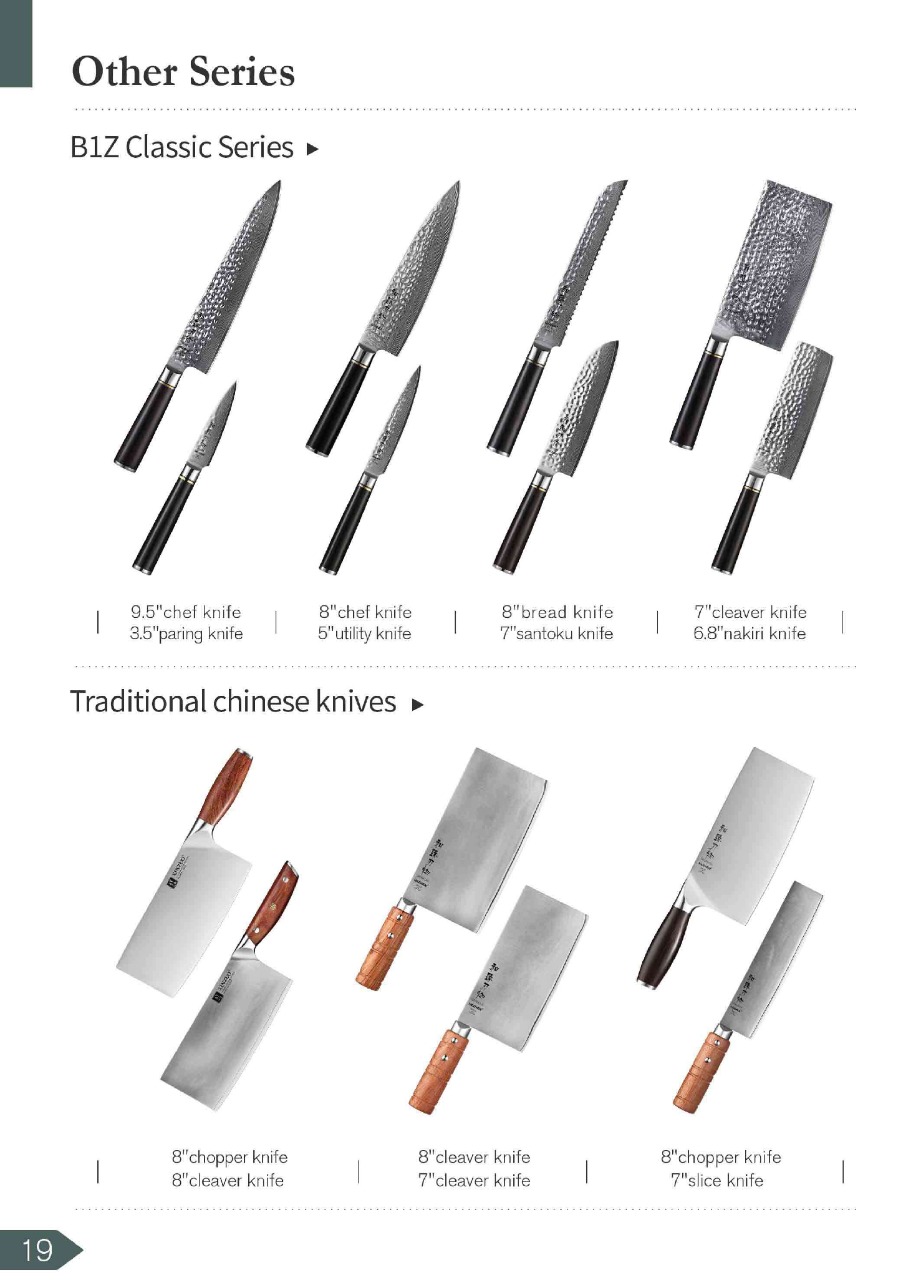 Other Series
B1Z Classic Series ►
9.5"chef knife
3.5"paring knife
8"chef knife
5"utility knife
8"bread knife
7"santoku knife
7"cleaver knife
6.8"nakiri knife
Traditional chinese knives ►
8"chopper knife
8"cleaver knife
8"cleaver knife
7"cleaver knife
8"chopper knife
7"slice knife
19